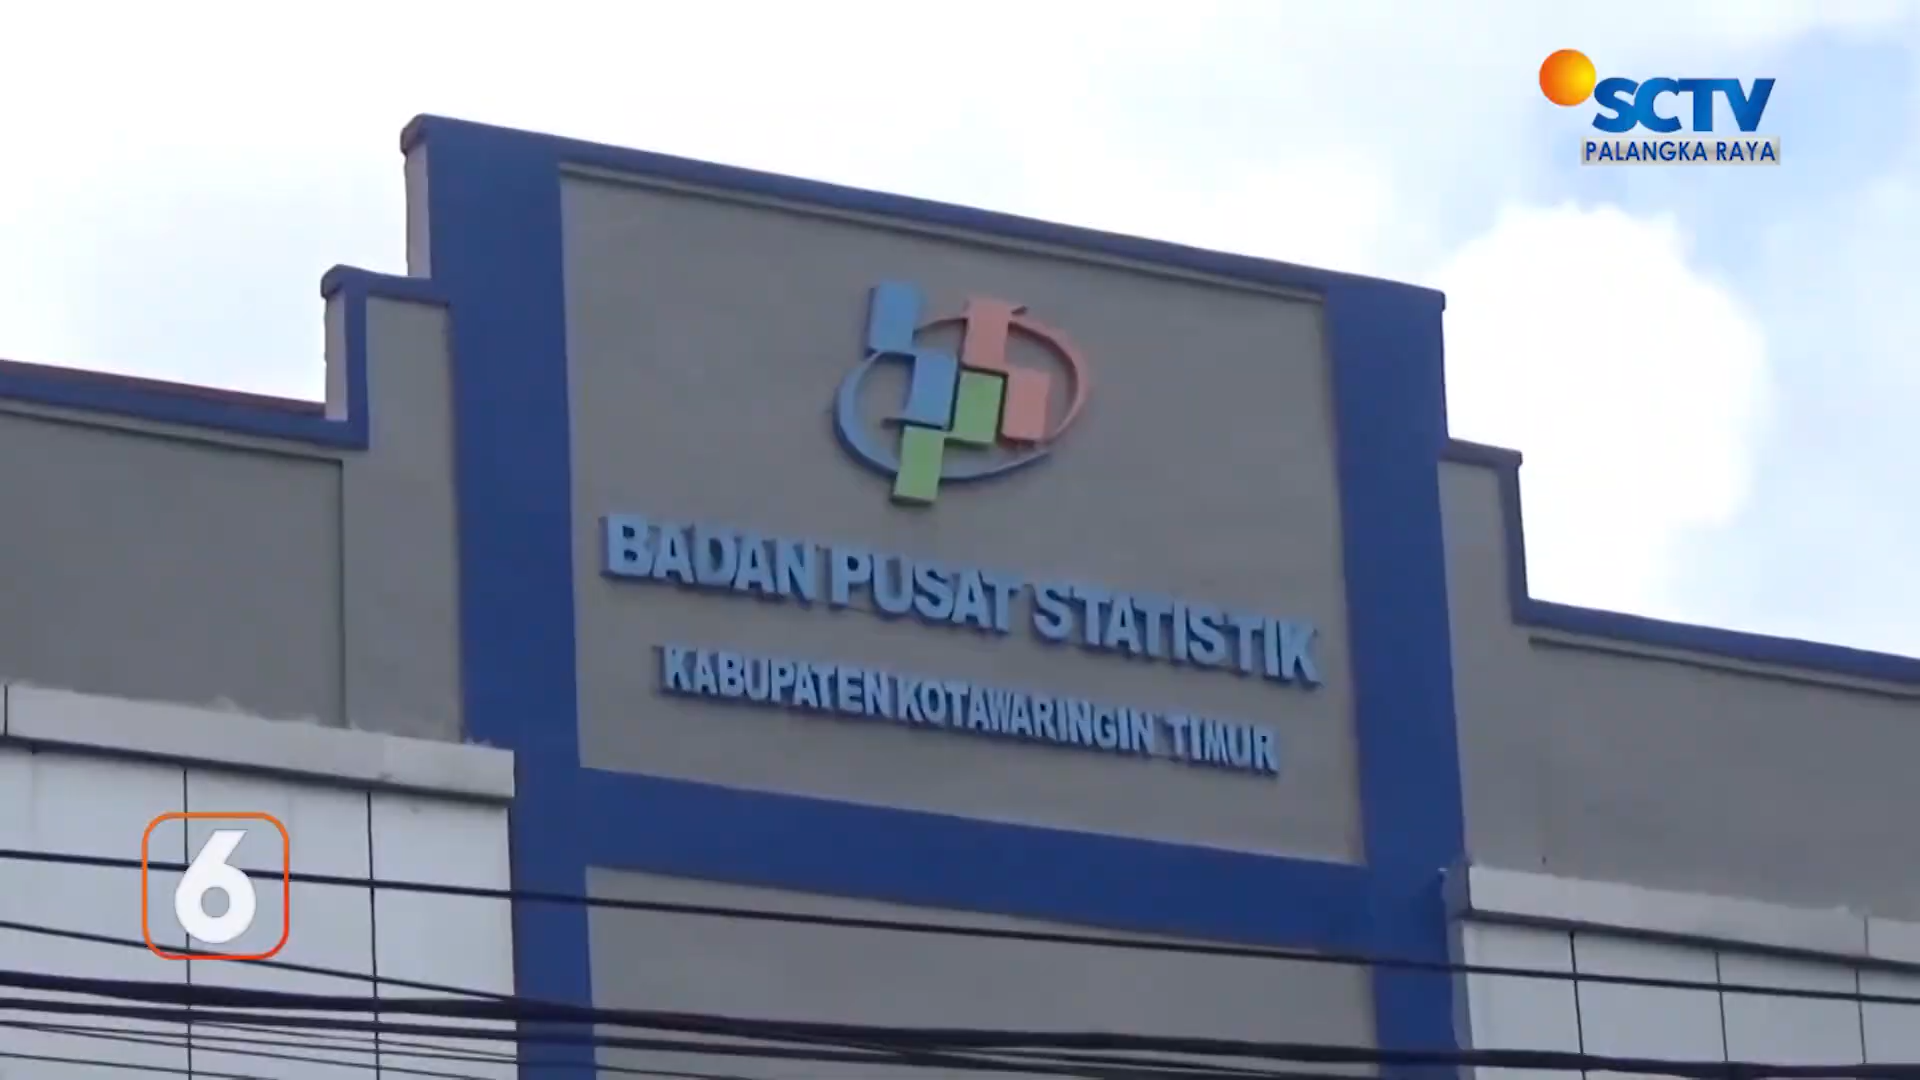 SCTV
PALANGKA RAYA
BADAN PUSAT STATISTIK
KABUPATEN KOTAWARINGIN TIMUR
6